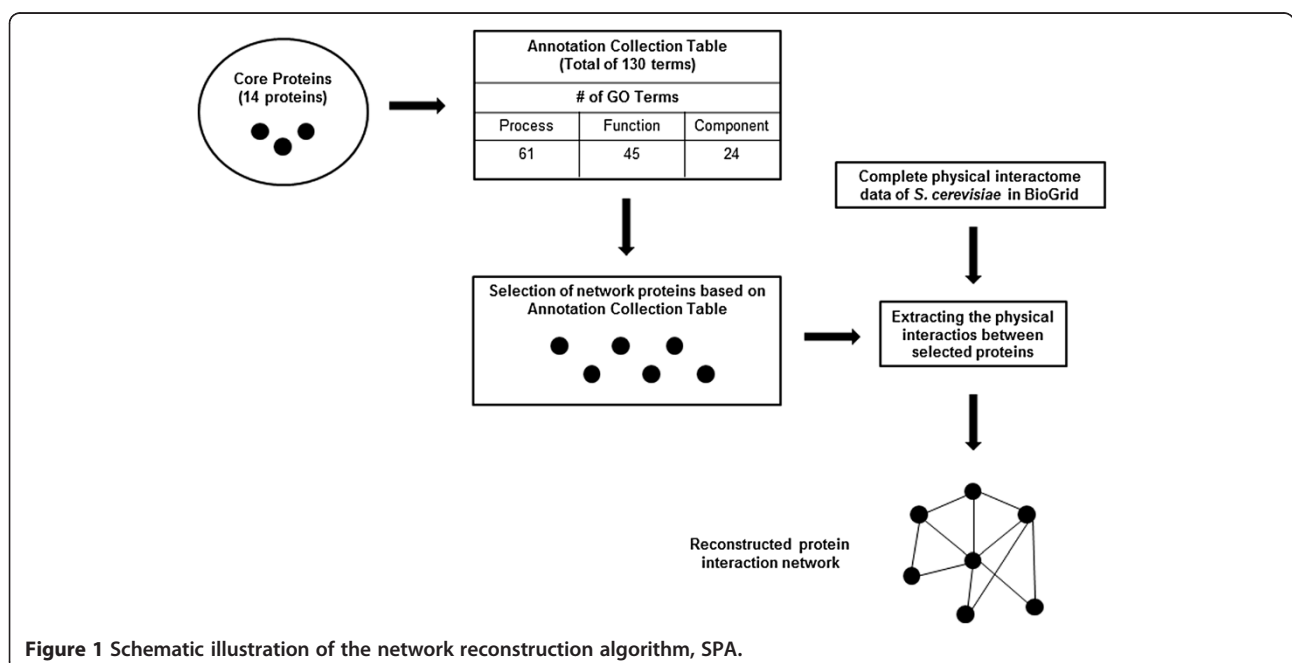 Core Proteins
(14 proteins)
Annotation Collection Table
(Total of 130 terms)
# of GO Terms
Process Function Component
61 45 24
Complete physical interactome
data of S. cerevisiae in BioGrid
Selection of network proteins based on
Annotation Collection Table
Extracting the physical
interactios between
selected proteins
Reconstructed protein
interaction network
Figure 1 Schematic illustration of the network reconstruction algorithm, SPA.